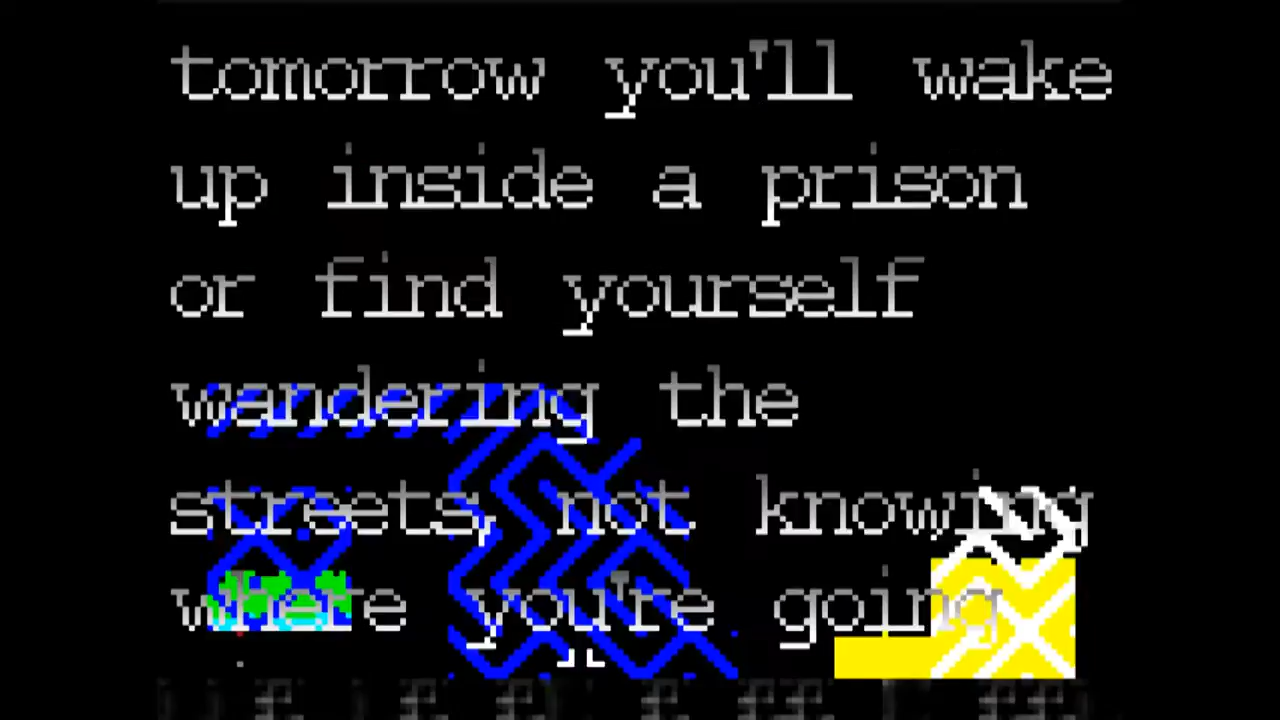 tomorrow you'll wake
up inside a prison
or find yourself
wandering the
streets, not knowing
where you're going